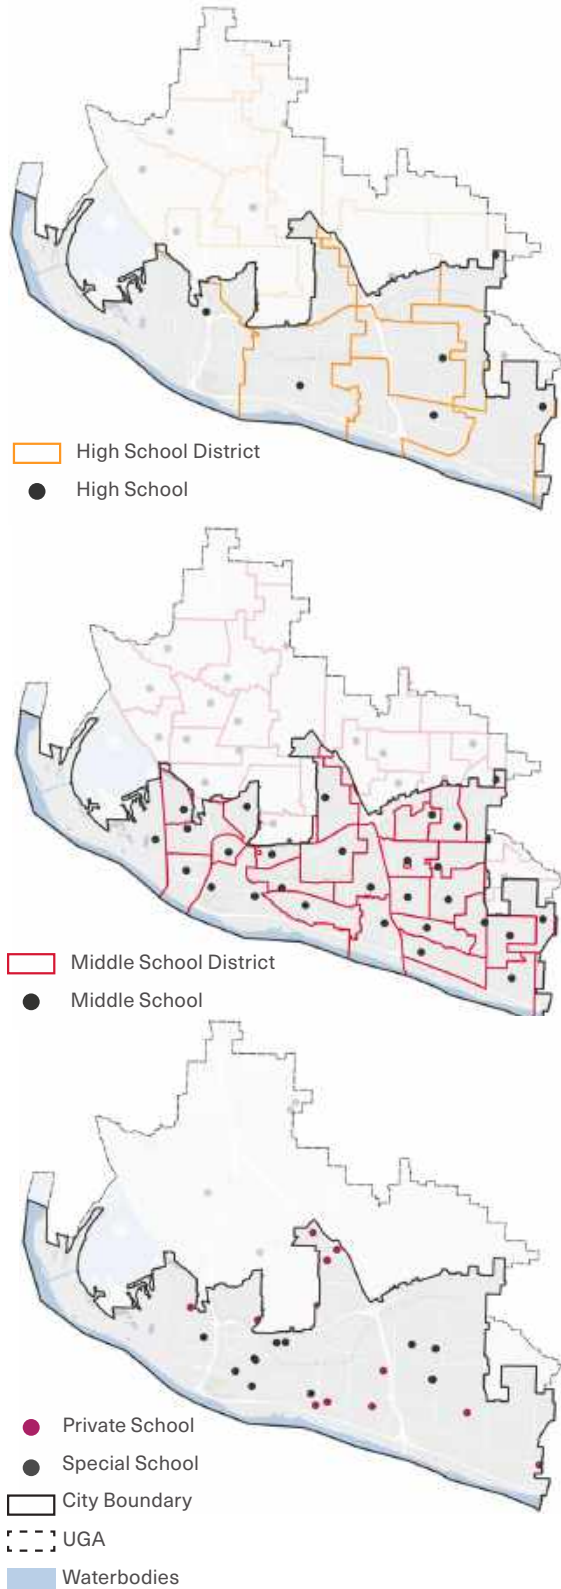 High School District
High School
Middle School District
Middle School
Private School
Special School
City Boundary
UGA
Waterbodies